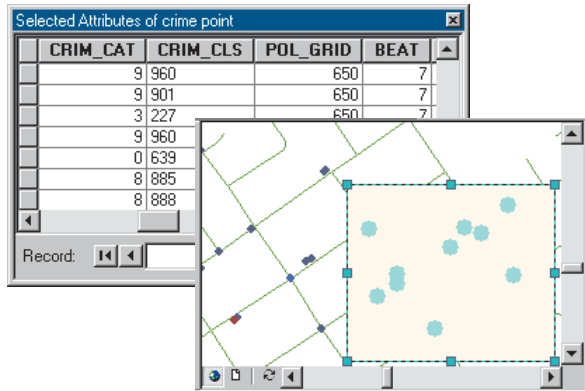 Selected Attributes of crime point
CRIM_CAT CRIM_CLS POL_GRID BEAT
9 960 650 7
9 901 650 7
3 227 650 7
9 960
0 639
8 885
8 888
Record: